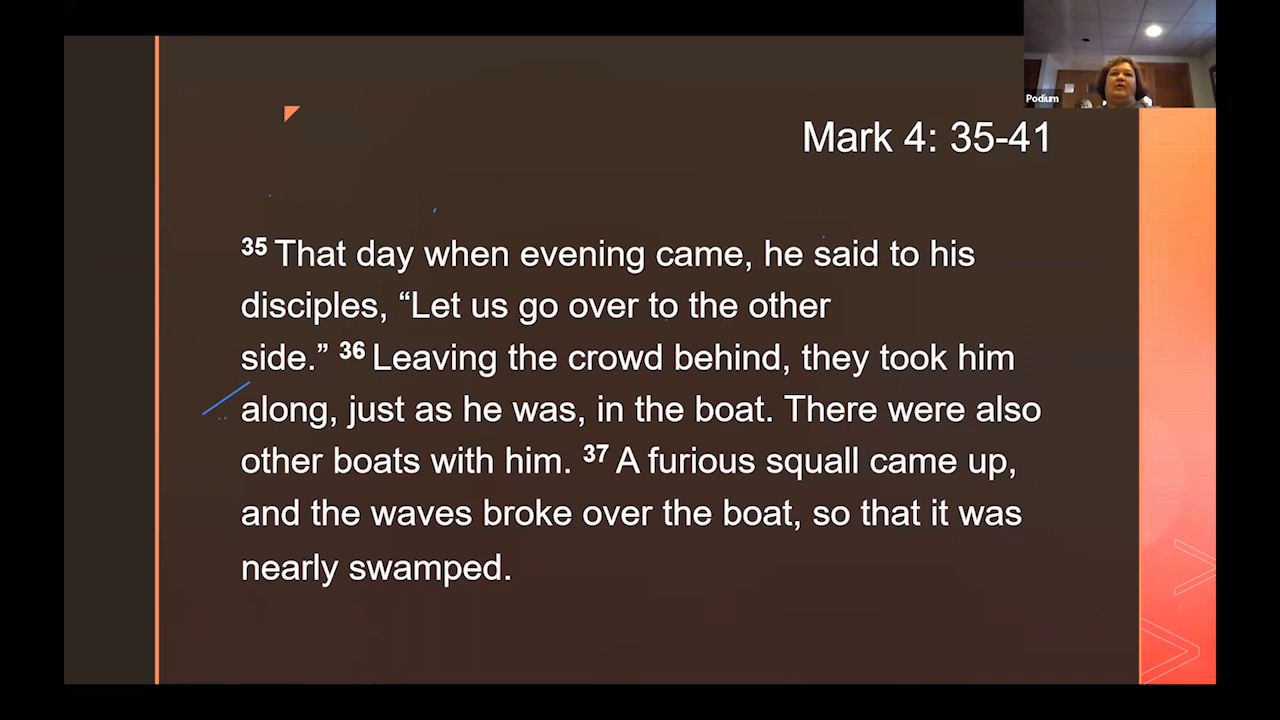 Podium
Mark 4: 35-41
35 That day when evening came, he said to his
disciples, “Let us go over to the other
side.” 36 Leaving the crowd behind, they took him
along, just as he was, in the boat. There were also
other boats with him. 37 A furious squall came up,
and the waves broke over the boat, so that it was
nearly swamped.